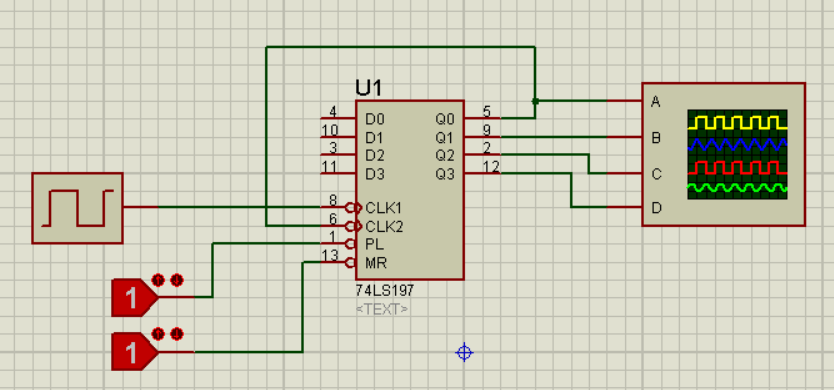 U1
4 D0 Q0 5
10 D1 Q1 9
3 D2 Q2 2
11 D3 Q3 12
8 CLK1
6 CLK2
1 PL
13 MR
74LS197
<TEXT>
A
B
C
D
1
1